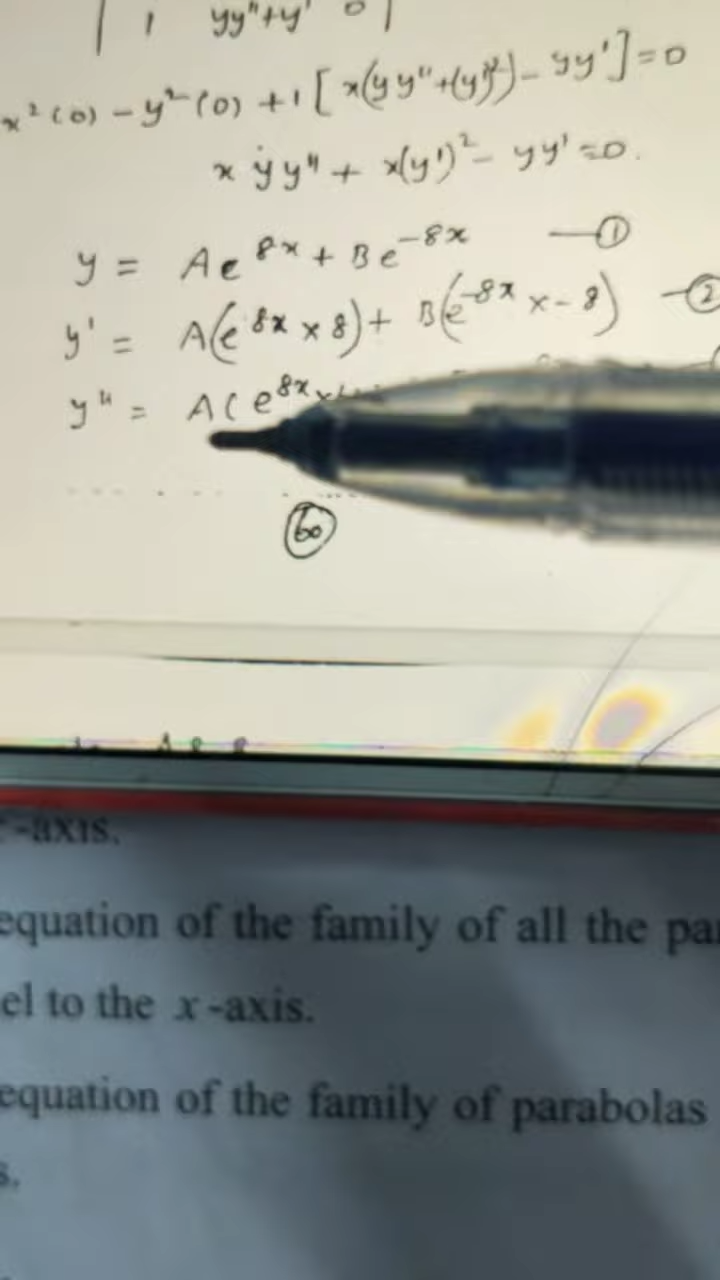 1 yy"+y' 0
x² (0) - y² (0) + 1 [ x(yy"+(y')²) - yy' ] = 0
x y y" + x(y')² - yy' = 0.
y = Ae^8x + Be^-8x —①
y' = A(e^8x × 8) + B(e^-8x × -8) —②
y" = A( e^8x
60
-axis.
equation of the family of all the
el to the x-axis.
equation of the family of parabolas
s.